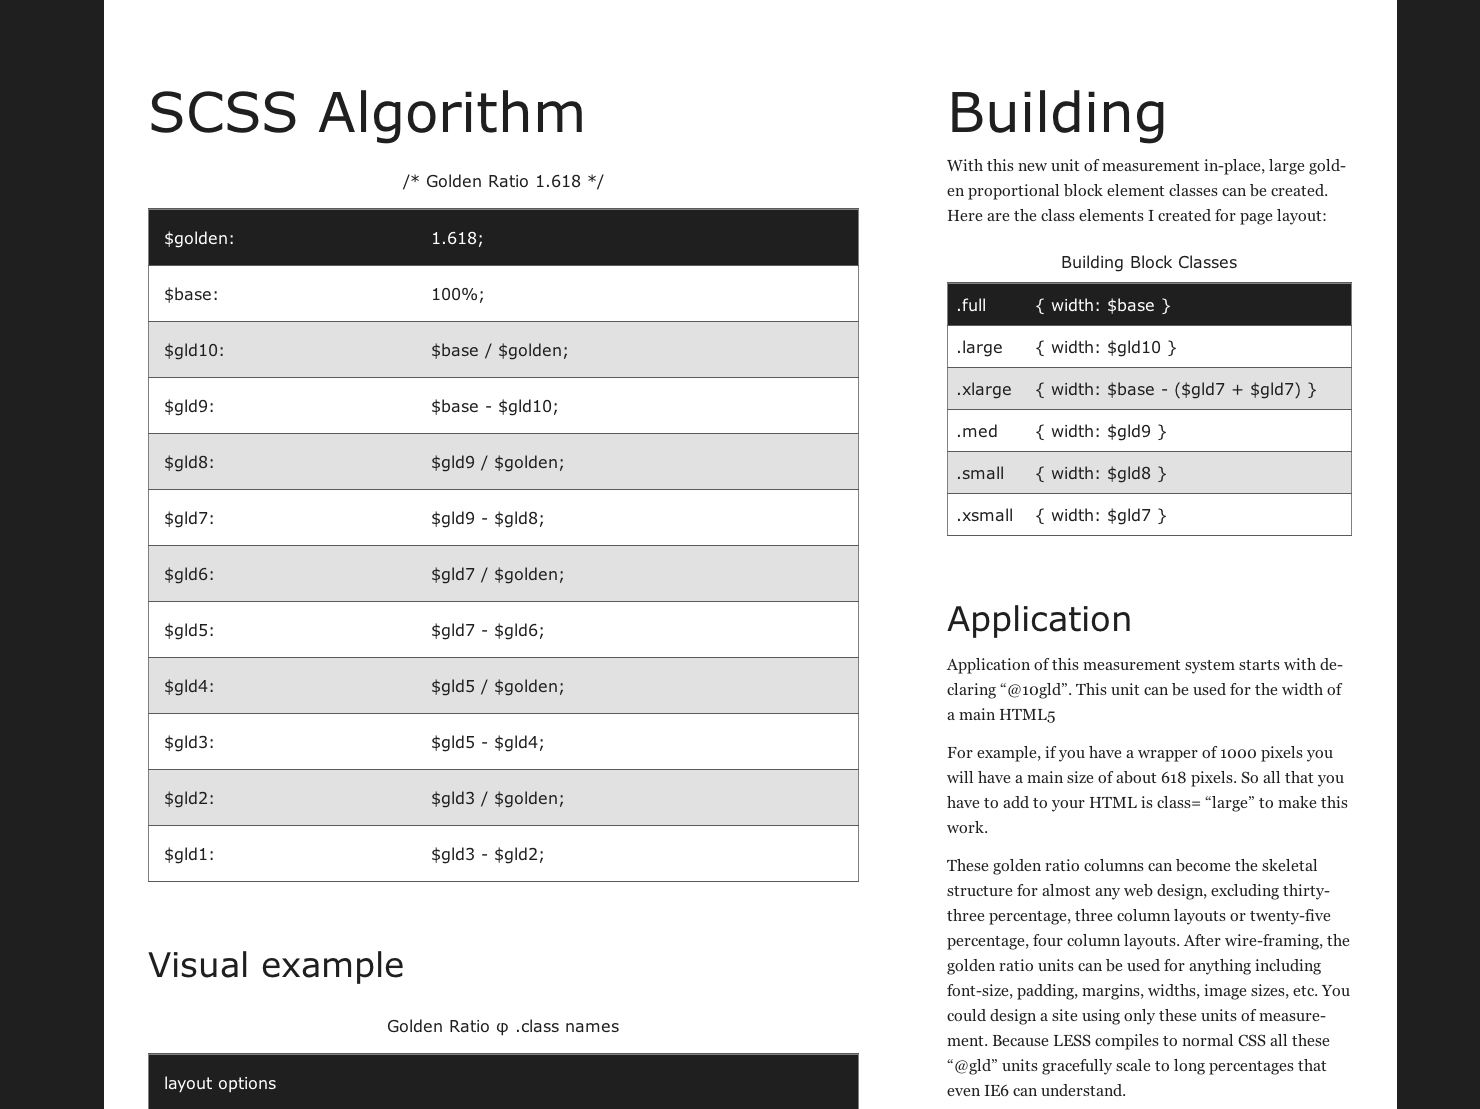 SCSS Algorithm
/* Golden Ratio 1.618 */
$golden: 1.618;
$base: 100%;
$gld10: $base / $golden;
$gld9: $base - $gld10;
$gld8: $gld9 / $golden;
$gld7: $gld9 - $gld8;
$gld6: $gld7 / $golden;
$gld5: $gld7 - $gld6;
$gld4: $gld5 / $golden;
$gld3: $gld5 - $gld4;
$gld2: $gld3 / $golden;
$gld1: $gld3 - $gld2;
Visual example
Golden Ratio φ .class names
layout options
Building
With this new unit of measurement in-place, large gold-
en proportional block element classes can be created.
Here are the class elements I created for page layout:
Building Block Classes
.full { width: $base }
.large { width: $gld10 }
.xlarge { width: $base - ($gld7 + $gld7) }
.med { width: $gld9 }
.small { width: $gld8 }
.xsmall { width: $gld7 }
Application
Application of this measurement system starts with de-
claring “@10gld”. This unit can be used for the width of
a main HTML5
For example, if you have a wrapper of 1000 pixels you
will have a main size of about 618 pixels. So all that you
have to add to your HTML is class= “large” to make this
work.
These golden ratio columns can become the skeletal
structure for almost any web design, excluding thirty-
three percentage, three column layouts or twenty-five
percentage, four column layouts. After wire-framing, the
golden ratio units can be used for anything including
font-size, padding, margins, widths, image sizes, etc. You
could design a site using only these units of measure-
ment. Because LESS compiles to normal CSS all these
“@gld” units gracefully scale to long percentages that
even IE6 can understand.